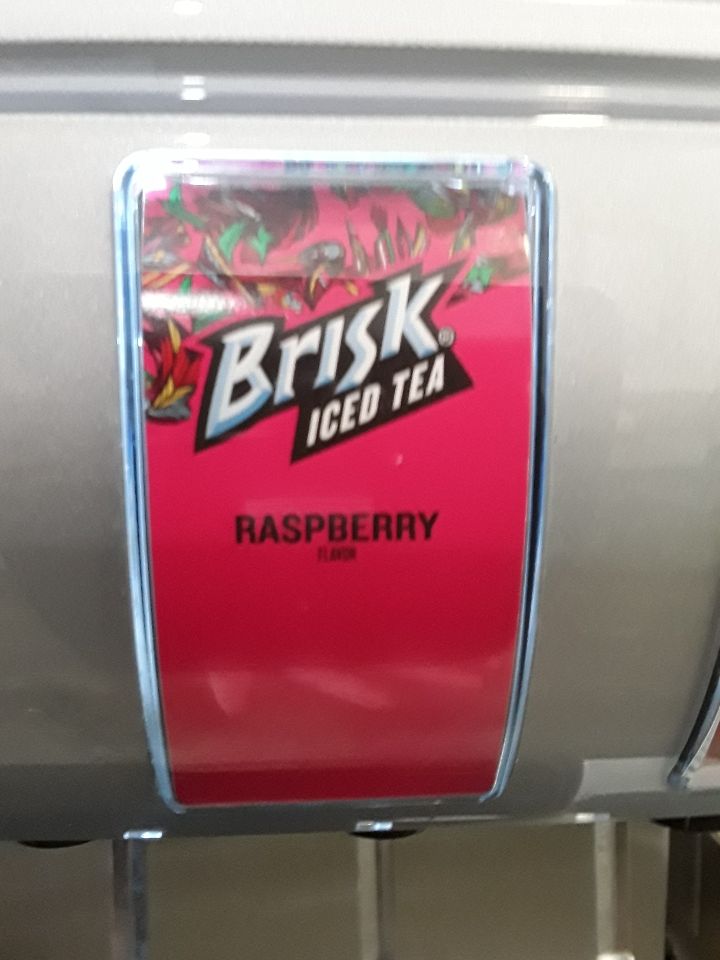 Brisk®
ICED TEA
RASPBERRY
FLAVOR